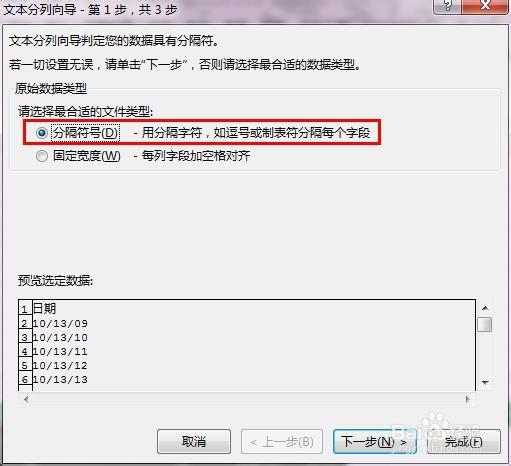 文本分列向导 - 第 1 步，共 3 步
?
文本分列向导判定您的数据具有分隔符。
若一切设置无误，请单击“下一步”，否则请选择最合适的数据类型。
原始数据类型
请选择最合适的文件类型:
分隔符号(D) - 用分隔字符，如逗号或制表符分隔每个字段
固定宽度(W) - 每列字段加空格对齐
预览选定数据:
1 日期
2 10/13/09
3 10/13/10
4 10/13/11
5 10/13/12
6 10/13/13
取消 < 上一步(B) 下一步(N) > 完成(F)
Baidu 经验